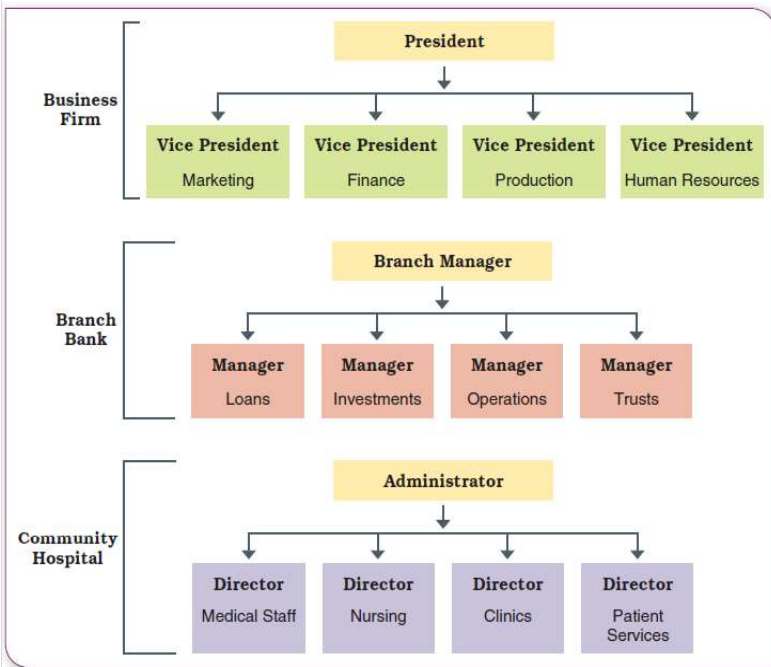 President
Business
Firm
Vice President
Marketing
Vice President
Finance
Vice President
Production
Vice President
Human Resources
Branch Manager
Branch
Bank
Manager
Loans
Manager
Investments
Manager
Operations
Manager
Trusts
Administrator
Community
Hospital
Director
Medical Staff
Director
Nursing
Director
Clinics
Director
Patient
Services